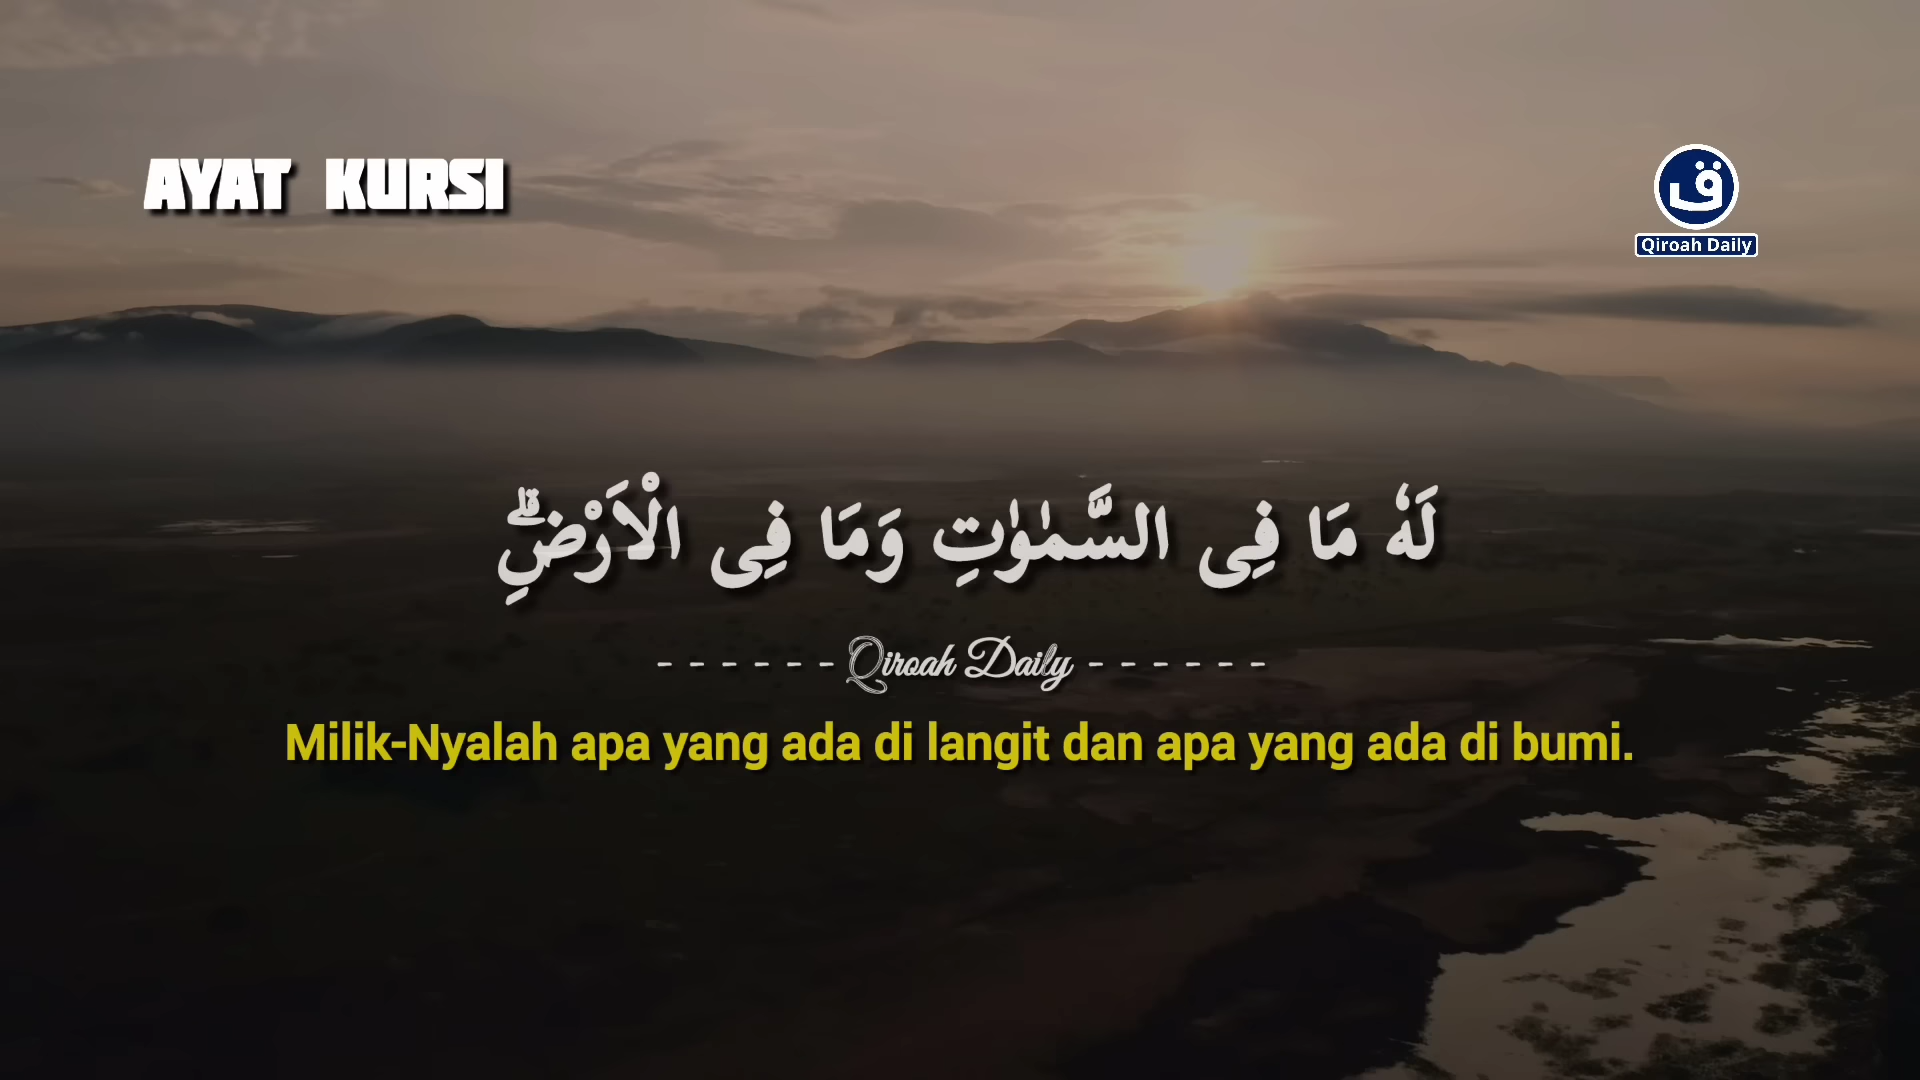 AYAT KURSI
ق
Qiroah Daily
لَهٗ مَا فِى السَّمٰوٰتِ وَمَا فِى الْاَرْضِۗ
------ Qiroah Daily ------
Milik-Nyalah apa yang ada di langit dan apa yang ada di bumi.